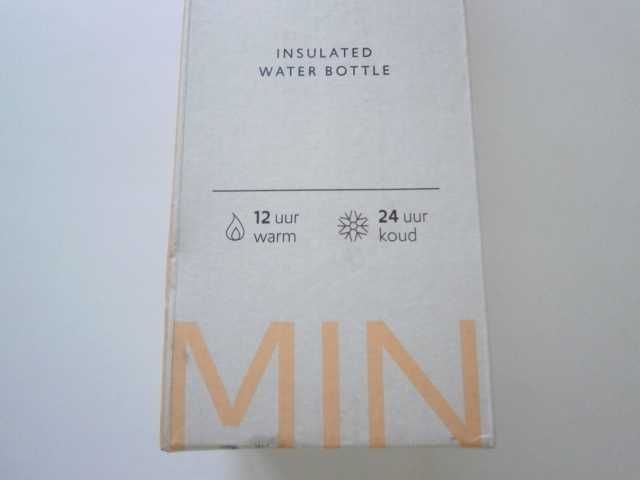 INSULATED
WATER BOTTLE
12 uur
warm
24 uur
koud
MIN